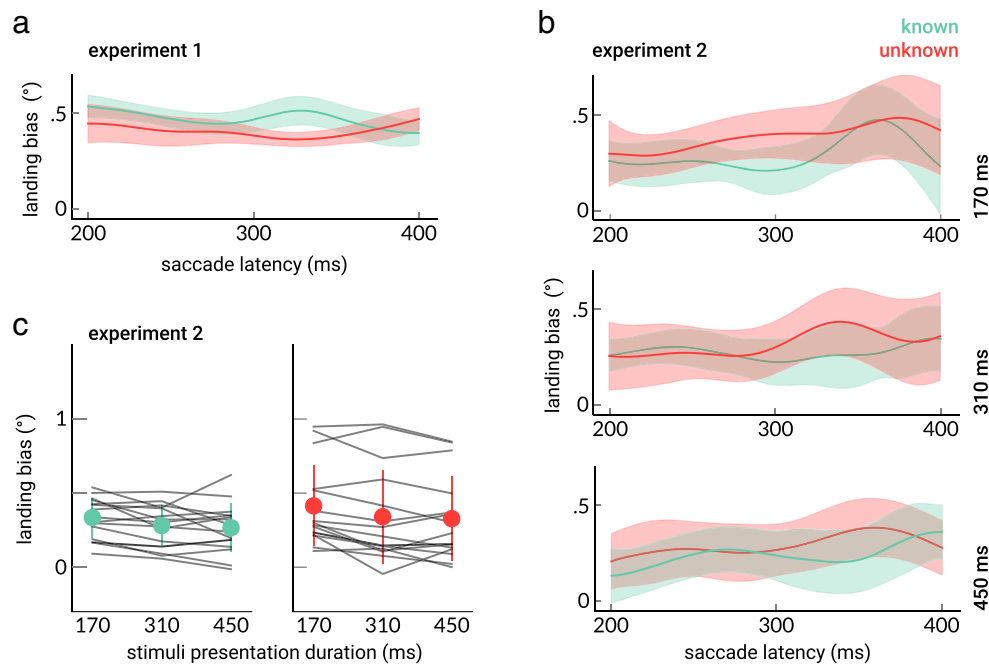 a
experiment 1
landing bias (°)
.5
0
200
300
400
saccade latency (ms)
b
experiment 2
known
unknown
.5
0
200
300
400
170 ms
landing bias (°)
.5
0
200
300
400
310 ms
.5
0
200
300
400
450 ms
saccade latency (ms)
c
experiment 2
landing bias (°)
1
0
170
310
450
170
310
450
stimuli presentation duration (ms)